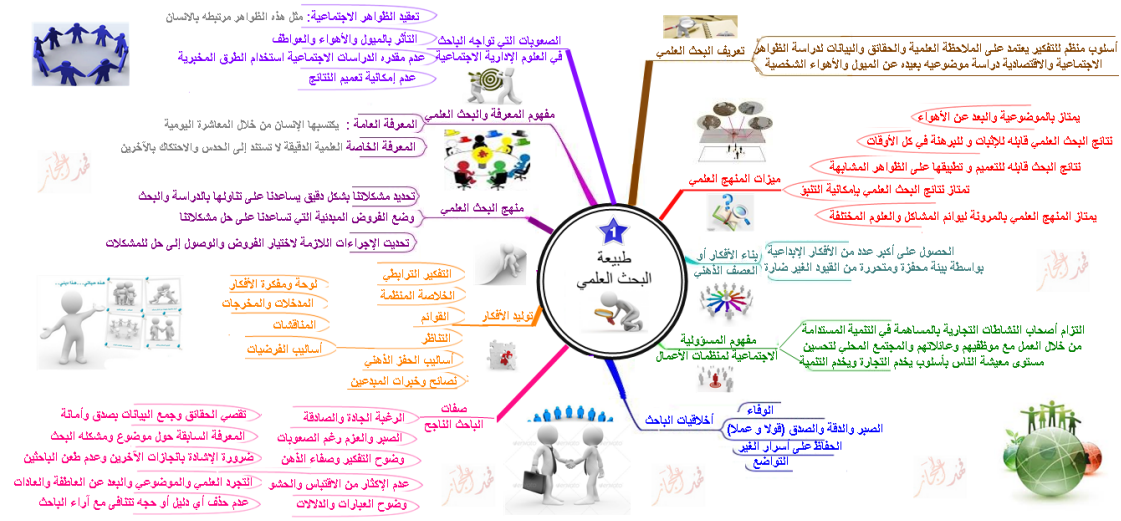 1
طبيعة
البحث العلمي
تعريف البحث العلمي
أسلوب منظم للتفكير يعتمد على الملاحظة العلمية والحقائق والبيانات لدراسة الظواهر
الاجتماعية والاقتصادية دراسة موضوعيه بعيده عن الميول والأهواء الشخصية
ميزات المنهج العلمي
يمتاز بالموضوعية والبعد عن الأهواء
نتائج البحث العلمي قابله للإثبات و للبرهنة في كل الأوقات
نتائج البحث قابله للتعميم و تطبيقها على الظواهر المشابهة
تمتاز نتائج البحث العلمي بإمكانية التنبؤ
يمتاز المنهج العلمي بالمرونة ليوائم المشاكل والعلوم المختلفة
بناء الأفكار أو
العصف الذهني
الحصول على أكبر عدد من الأفكار الإبداعية
بواسطة بيئة محفزة ومتحررة من القيود الغير ضارة
مفهوم المسؤولية
الاجتماعية لمنظمات الأعمال
التزام أصحاب النشاطات التجارية بالمساهمة في التنمية المستدامة
من خلال العمل مع موظفيهم وعائلاتهم والمجتمع المحلي لتحسين
مستوى معيشة الناس بأسلوب يخدم التجارة ويخدم التنمية
أخلاقيات الباحث
الوفاء
الصبر والدقة والصدق (قولا و عملا)
الحفاظ على أسرار الغير
التواضع
الصعوبات التي تواجه الباحث
في العلوم الإدارية الاجتماعية
تعقيد الظواهر الاجتماعية: مثل هذه الظواهر مرتبطه بالانسان
التأثر بالميول والأهواء والعواطف
عدم مقدره الدراسات الاجتماعية استخدام الطرق المخبرية
عدم إمكانية تعميم النتائج
مفهوم المعرفة والبحث العلمي
المعرفة العامة : يكتسبها الإنسان من خلال المعاشرة اليومية
المعرفة الخاصة العلمية الدقيقة لا تستند إلى الحدس والاحتكاك بالآخرين
منهج البحث العلمي
تحديد مشكلاتنا بشكل دقيق يساعدنا على تناولها بالدراسة والبحث
وضع الفروض المبدئية التي تساعدنا على حل مشكلاتنا
تحديث الإجراءات اللازمة لاختبار الفروض والوصول إلى حل للمشكلات
توليد الأفكار
التفكير الترابطي
الخلاصة المنظمة
القوائم
التناظر
أساليب الحفز الذهني
نصائح وخبرات المبدعين
لوحة ومفكرة الأفكار
المدخلات والمخرجات
المناقشات
أساليب الفرضيات
صفات
الباحث الناجح
الرغبة الجادة والصادقة
الصبر والعزم رغم الصعوبات
وضوح التفكير وصفاء الذهن
عدم الإكثار من الاقتباس والحشو
وضوح العبارات والدلالات
تقصي الحقائق وجمع البيانات بصدق وأمانة
المعرفة السابقة حول موضوع ومشكله البحث
ضرورة الإشادة بانجازات الآخرين وعدم طعن الباحثين
التجرد العلمي والموضوعي والبعد عن العاطفة والعادات
عدم حذف أي دليل أو حجه تتنافى مع آراء الباحث